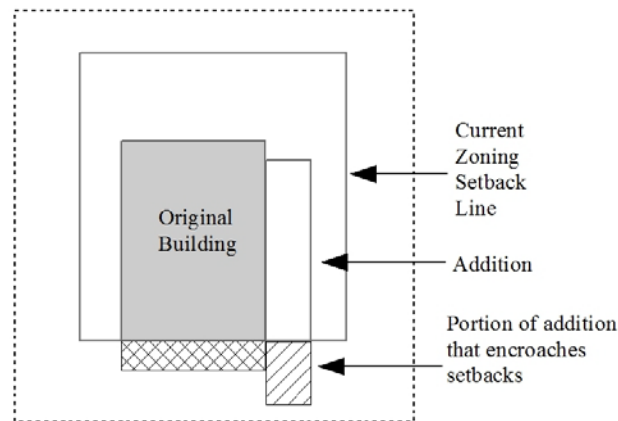 Current
Zoning
Setback
Line
Original
Building
Addition
Portion of addition
that encroaches
setbacks